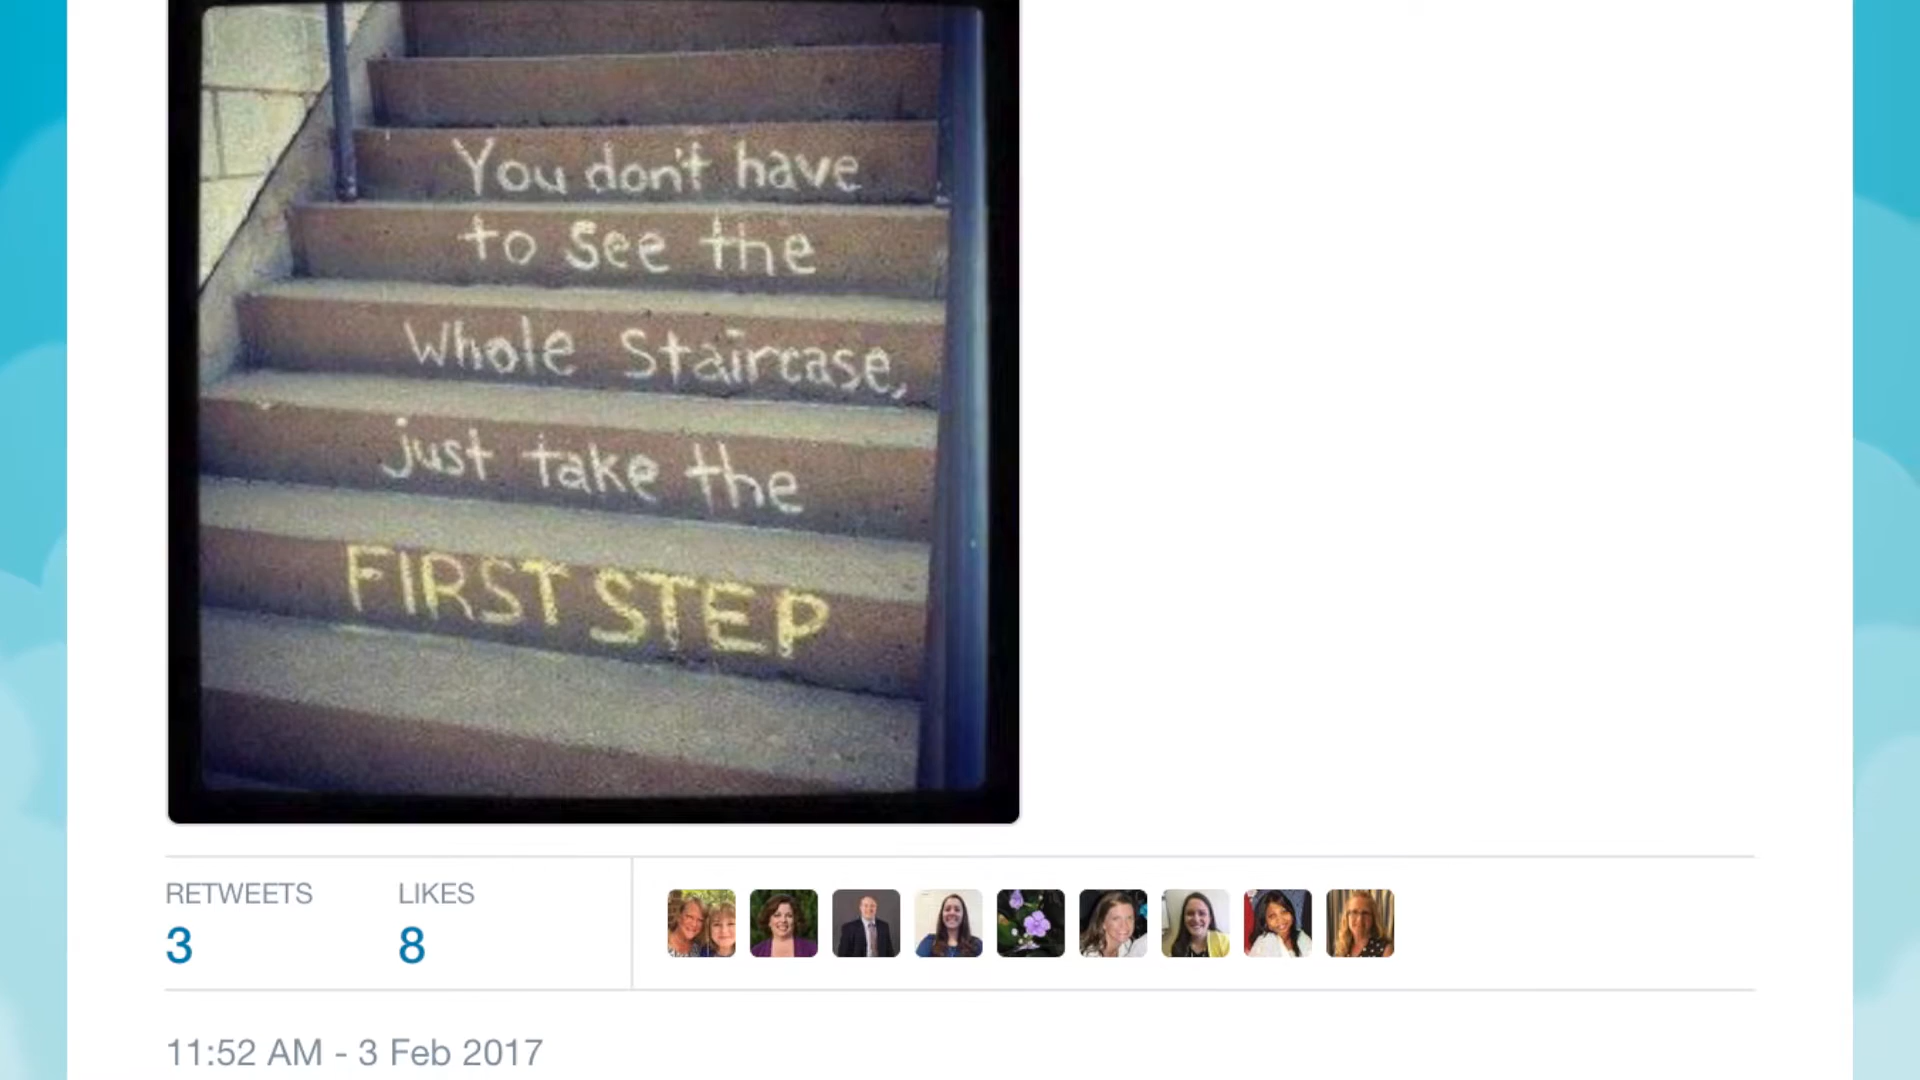 You don't have
to see the
Whole Staircase,
just take the
FIRST STEP
RETWEETS
LIKES
3
8
11:52 AM - 3 Feb 2017